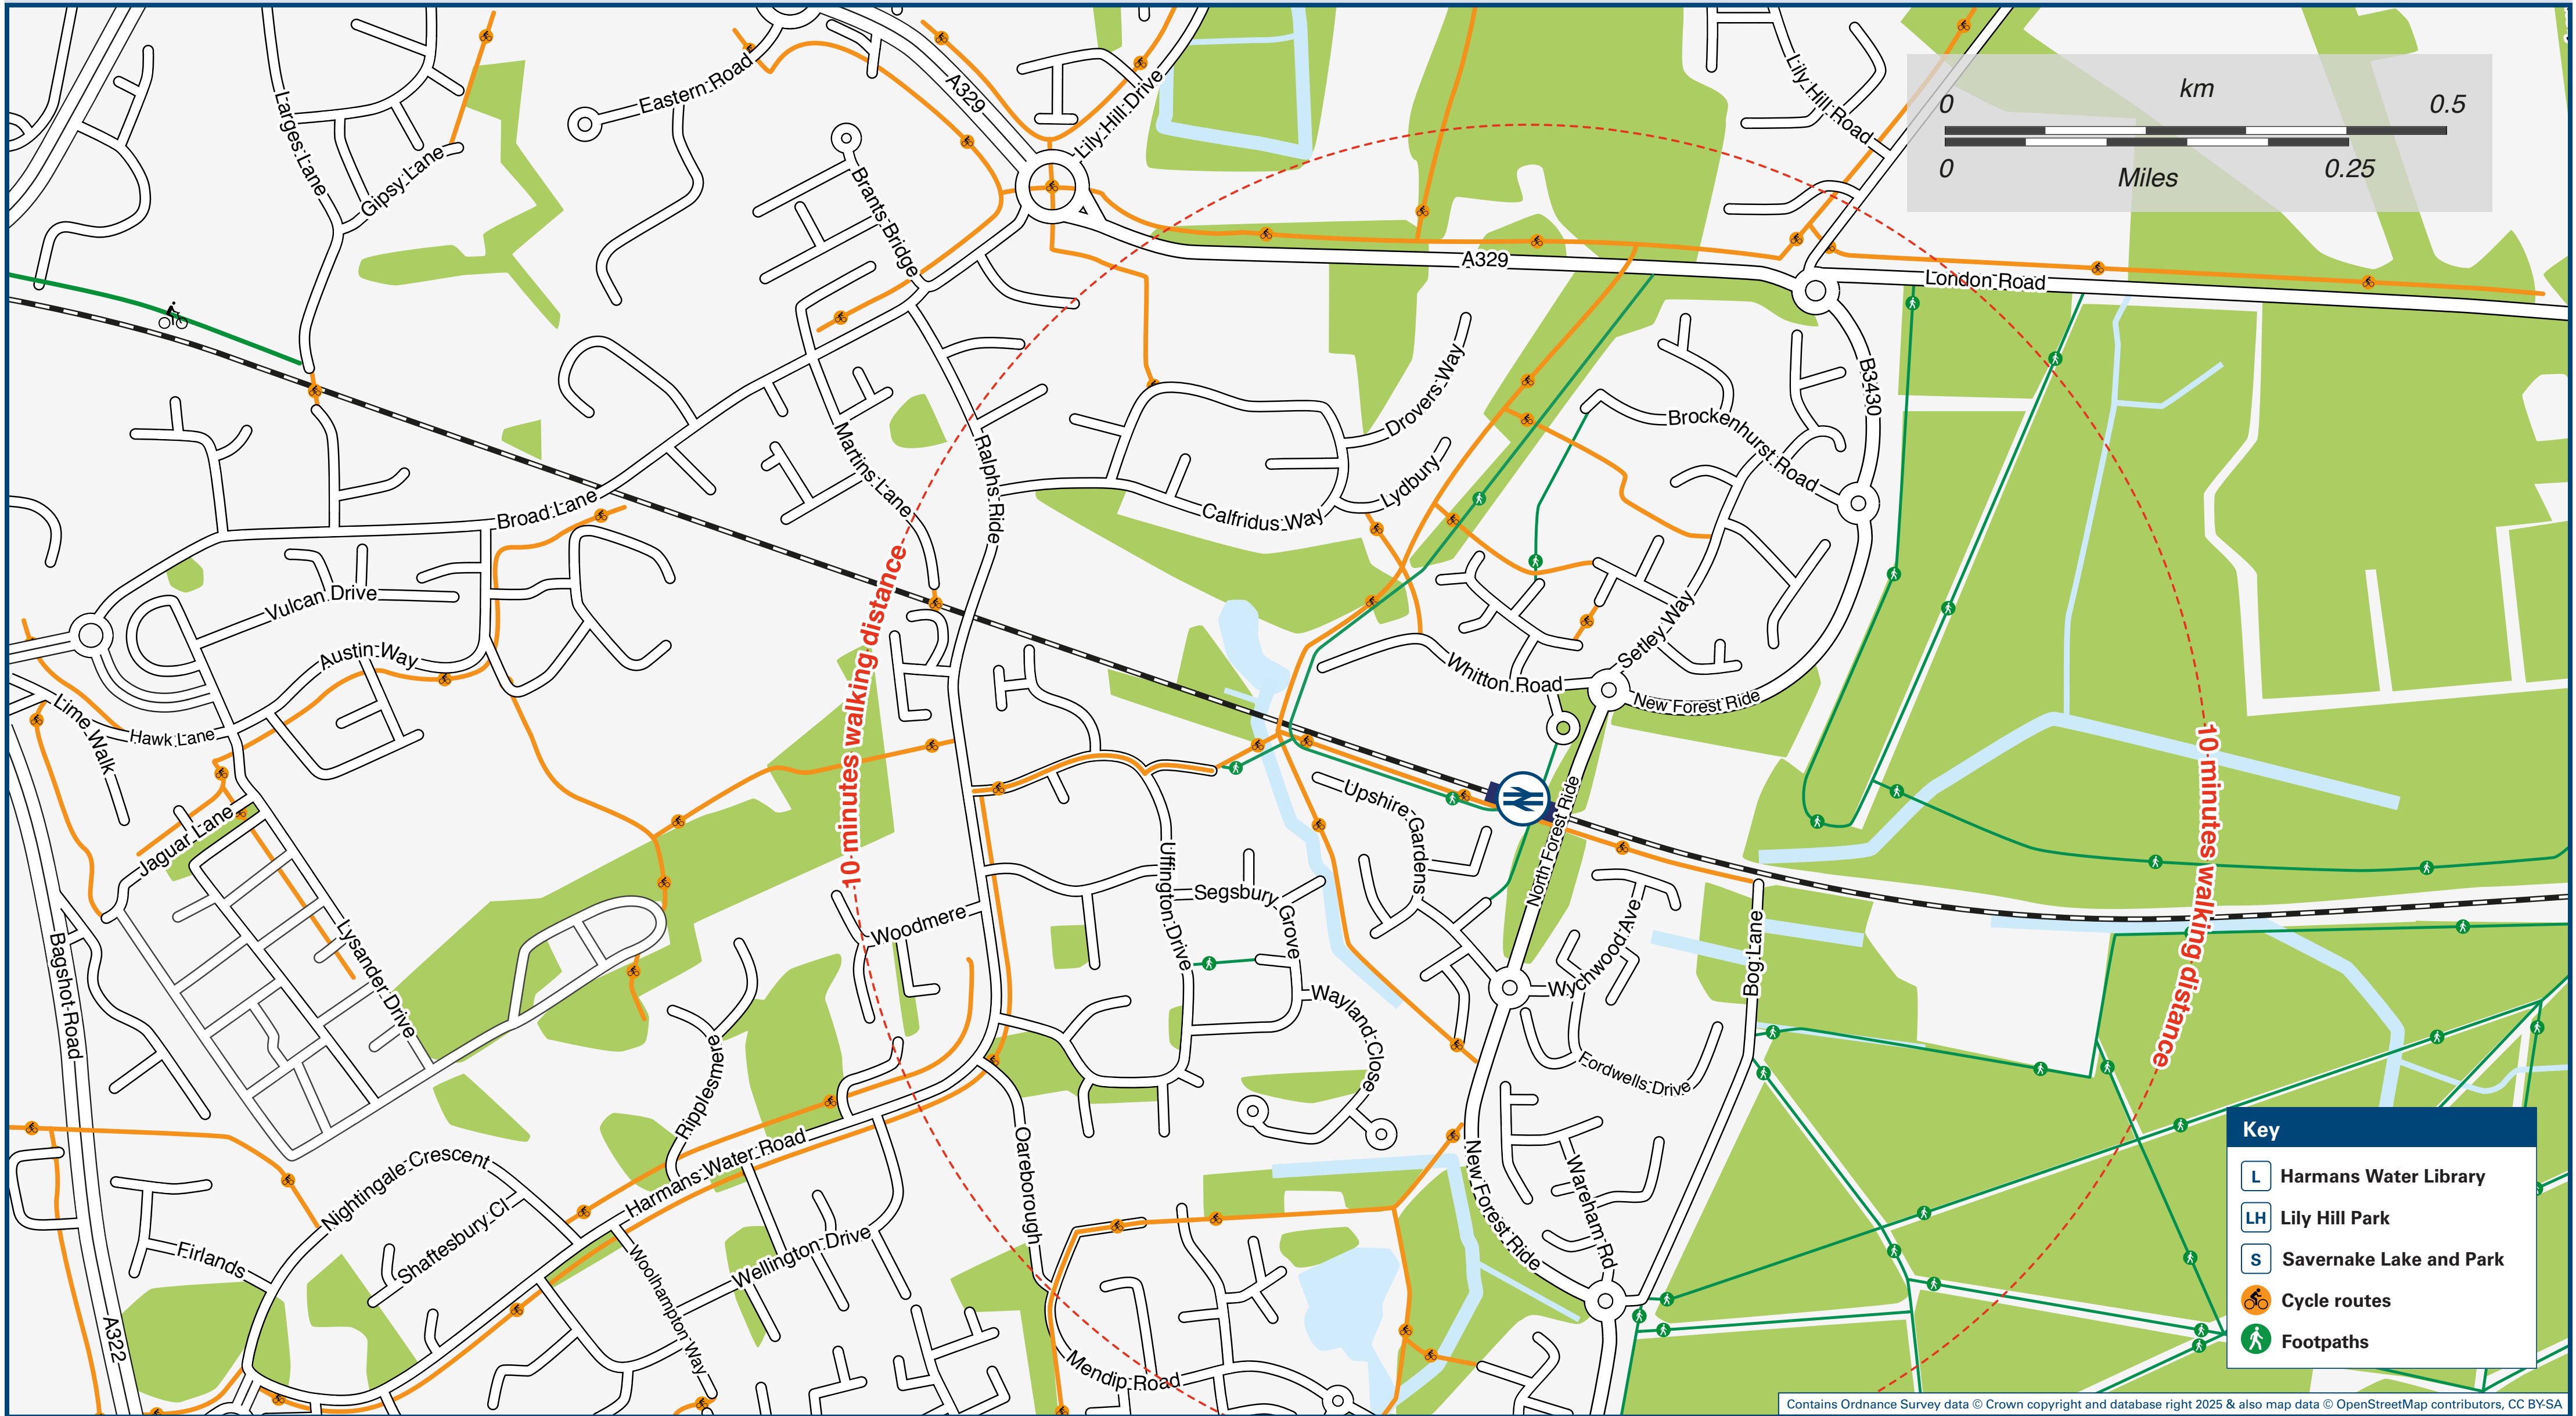 Eastern Road
A329
Lily Hill Drive
Lily Hill Road
km
0
0.5
0
0.25
Miles
Larges Lane
Gipsy Lane
Brants Bridge
A329
London Road
Drovers Way
B3430
Brockenhurst Road
Martins Lane
Ralphs Ride
Lydbury
Calfridus Way
Broad Lane
Vulcan Drive
Austin Way
10 minutes walking distance
Setley Way
Whitton Road
New Forest Ride
Lime Walk
Hawk Lane
10 minutes walking distance
Upshire Gardens
North Forest Ride
Jaguar Lane
Uffington Drive
Segsbury Grove
Woodmere
Wychwood Ave
Bog Lane
Bagshot Road
Lysander Drive
Wayland Close
Ripplesmere
Fordwells Drive
Harmans Water Road
Oareborough
New Forest Ride
Wareham Rd
Nightingale Crescent
Shaftesbury Cl
Firlands
Woolhampton Way
Wellington Drive
A322
Mendip Road
Key
L Harmans Water Library
LH Lily Hill Park
S Savernake Lake and Park
Cycle routes
Footpaths
Contains Ordnance Survey data © Crown copyright and database right 2025 & also map data © OpenStreetMap contributors, CC BY-SA